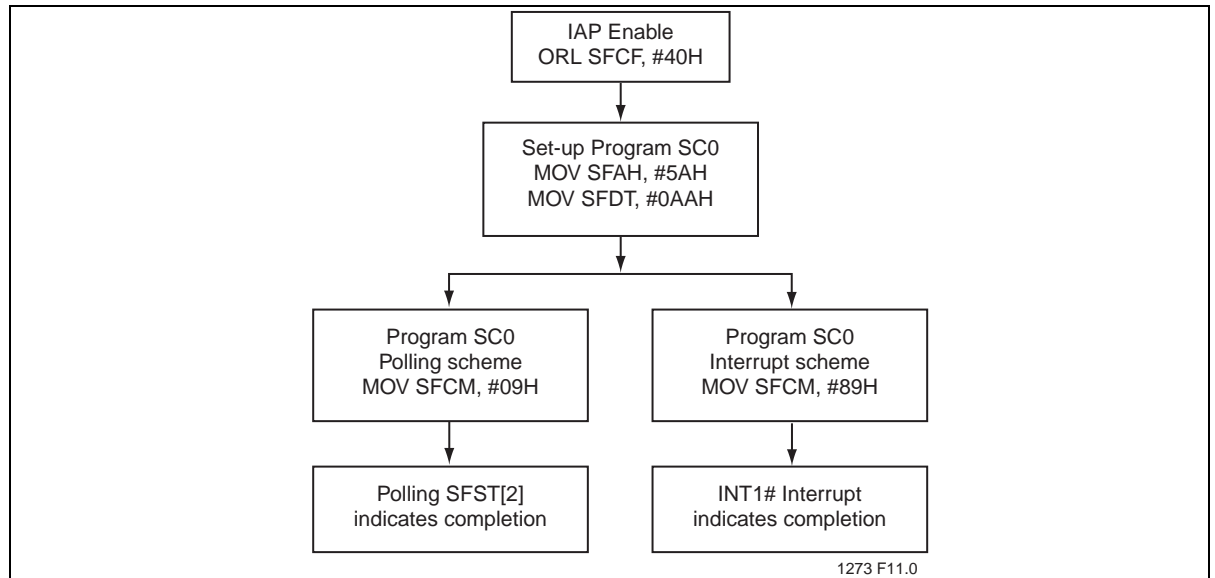 IAP Enable
ORL SFCF, #40H
Set-up Program SC0
MOV SFAH, #5AH
MOV SFDT, #0AAH
Program SC0
Polling scheme
MOV SFCM, #09H
Program SC0
Interrupt scheme
MOV SFCM, #89H
Polling SFST[2]
indicates completion
INT1# Interrupt
indicates completion
1273 F11.0